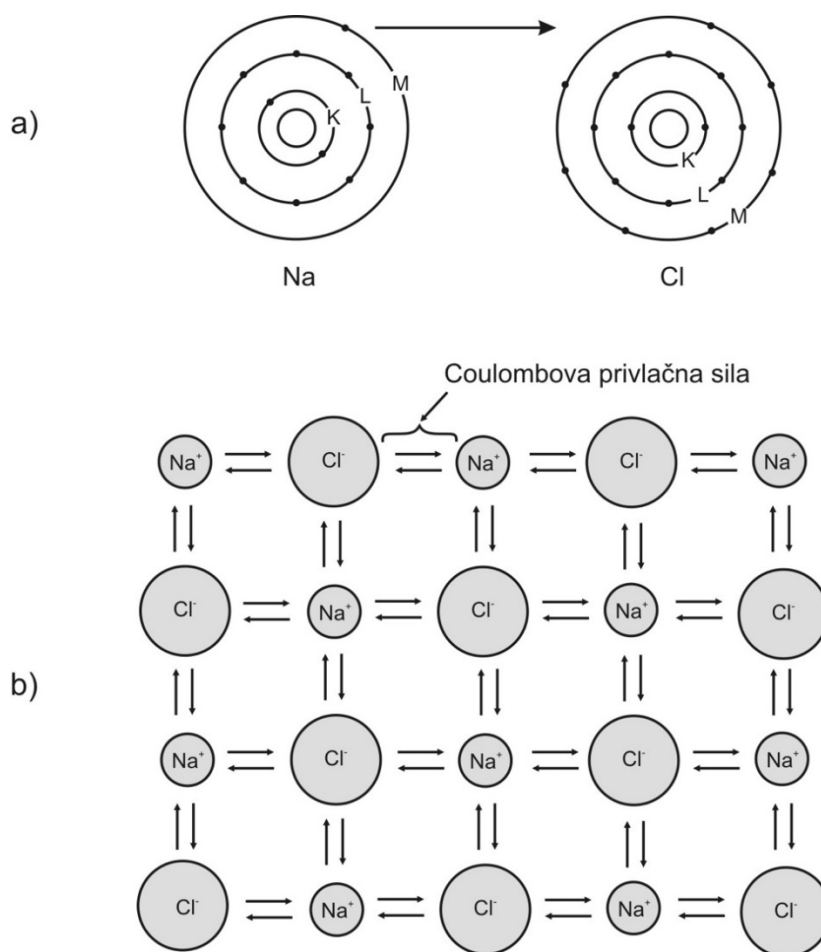 a)
K
L
M
Na
K
L
M
Cl
Coulombova privlačna sila
b)
Na⁺ Cl⁻ Na⁺ Cl⁻ Na⁺
Cl⁻ Na⁺ Cl⁻ Na⁺ Cl⁻
Na⁺ Cl⁻ Na⁺ Cl⁻ Na⁺
Cl⁻ Na⁺ Cl⁻ Na⁺ Cl⁻